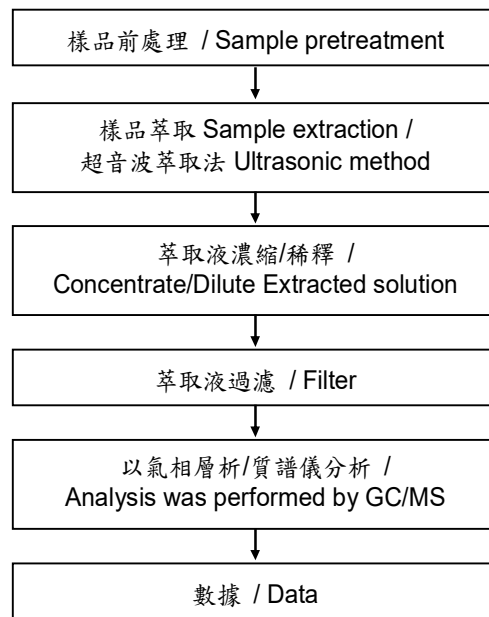 樣品前處理 / Sample pretreatment
樣品萃取 Sample extraction /
超音波萃取法 Ultrasonic method
萃取液濃縮/稀釋 /
Concentrate/Dilute Extracted solution
萃取液過濾 / Filter
以氣相層析/質譜儀分析 /
Analysis was performed by GC/MS
數據 / Data